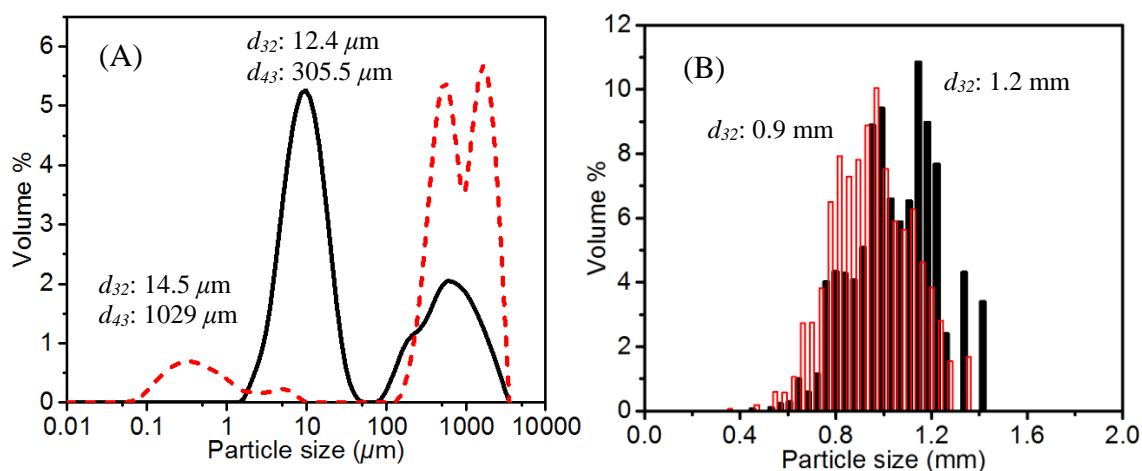 (A)
d32: 12.4 μm
d43: 305.5 μm
d32: 14.5 μm
d43: 1029 μm
Volume %
6
5
4
3
2
1
0
0.01 0.1 1 10 100 1000 10000
Particle size (μm)
(B)
d32: 1.2 mm
d32: 0.9 mm
Volume %
12
10
8
6
4
2
0
0.0 0.4 0.8 1.2 1.6 2.0
Particle size (mm)